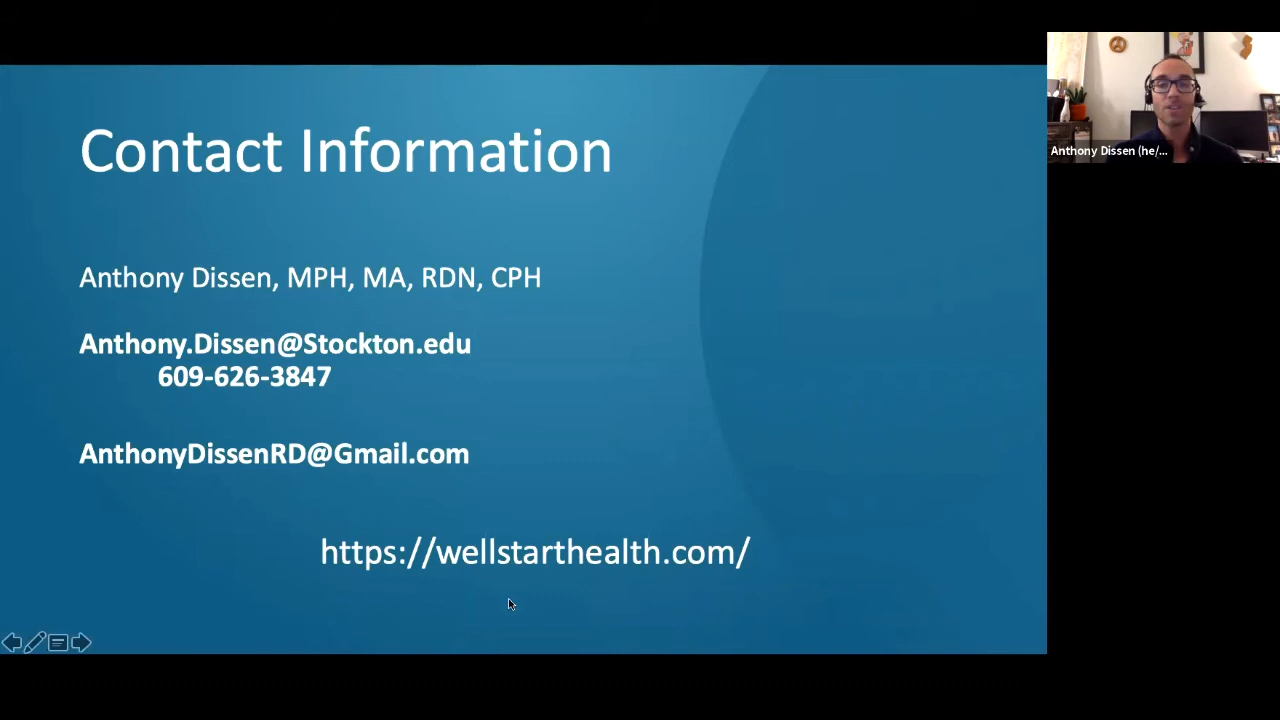 Contact Information
Anthony Dissen, MPH, MA, RDN, CPH
Anthony.Dissen@Stockton.edu
609-626-3847
AnthonyDissenRD@Gmail.com
https://wellstarthealth.com/
Anthony Dissen (he/...